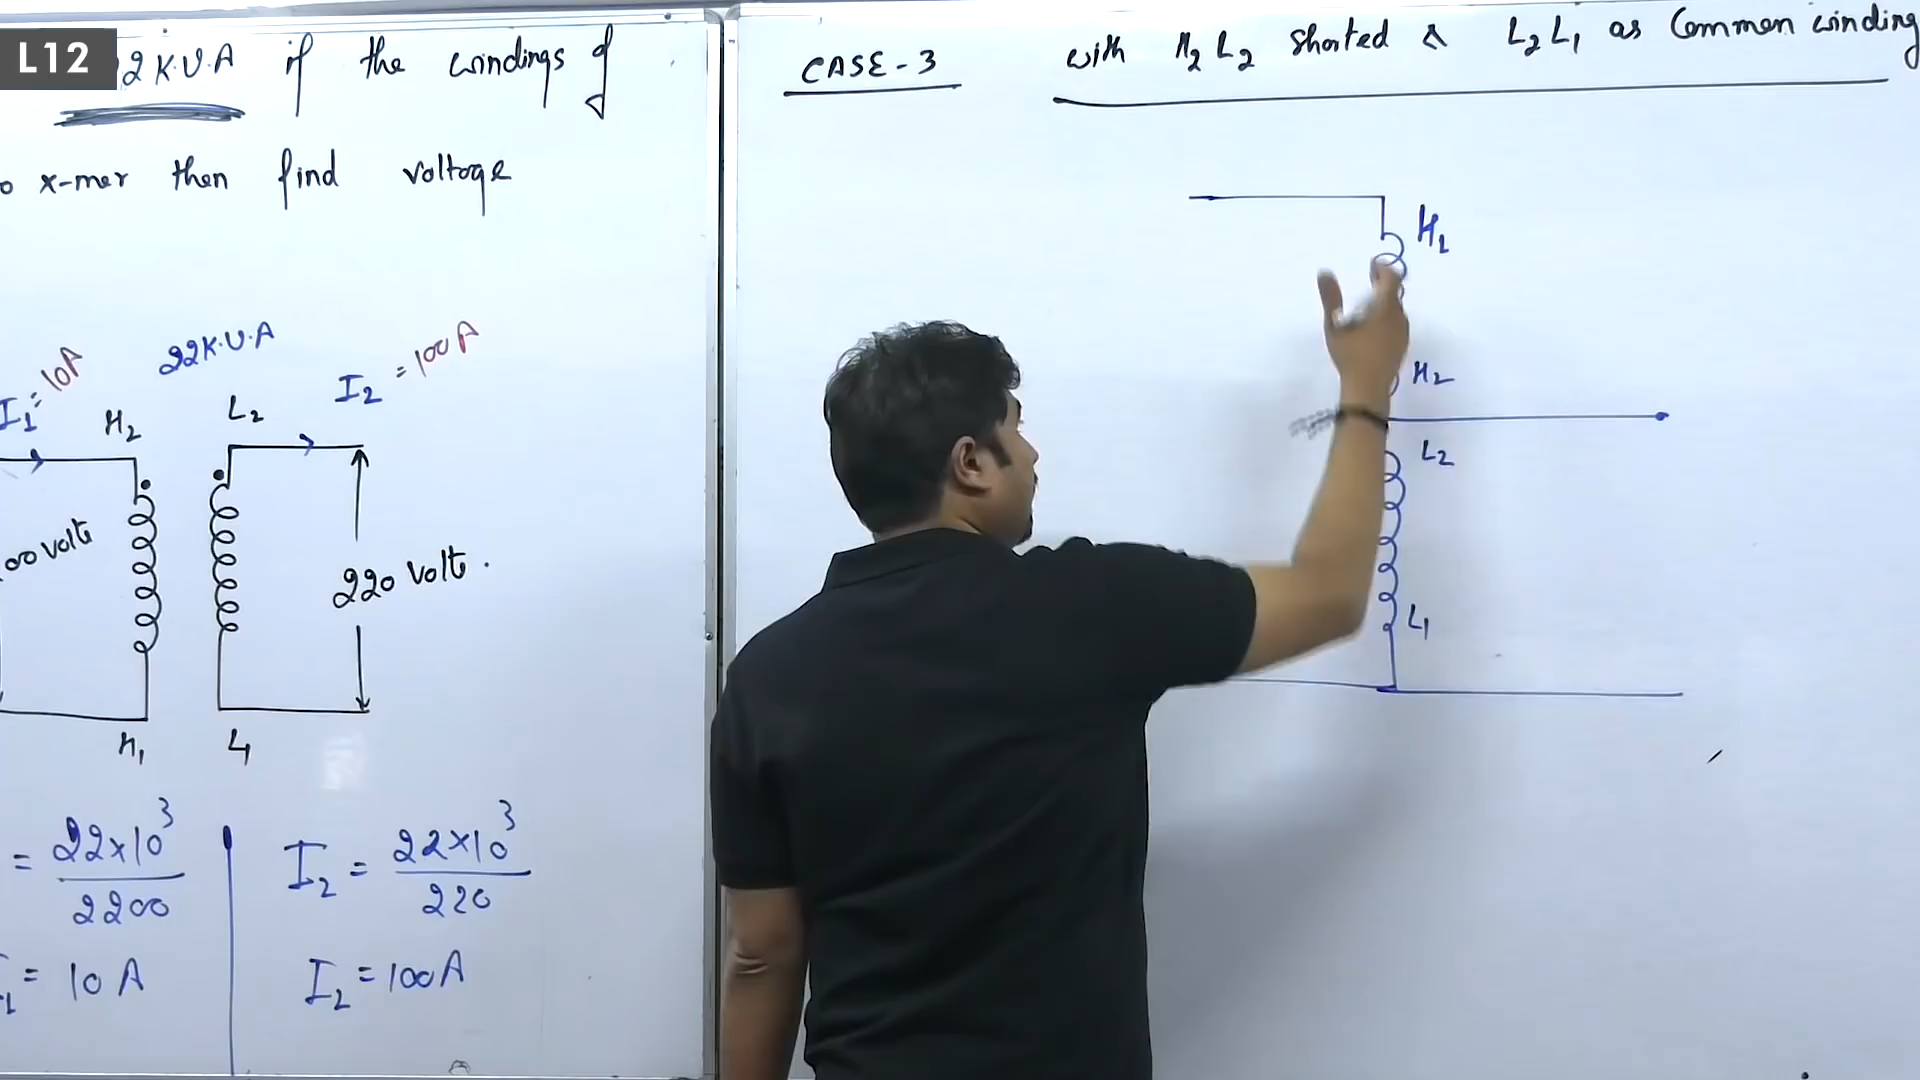 L12
2 K.V.A if the windings of
o x-mer then find voltage
I1 = 10A
22K.V.A
I2 = 100A
H2
L2
00 volts
220 volts.
H1
L1
= 22×10^3
2200
I2 = 22×10^3
220
= 10 A
I2 = 100A
CASE-3
with H2 L2 shorted & L2 L1 as Common winding
H1
H2
L2
L1